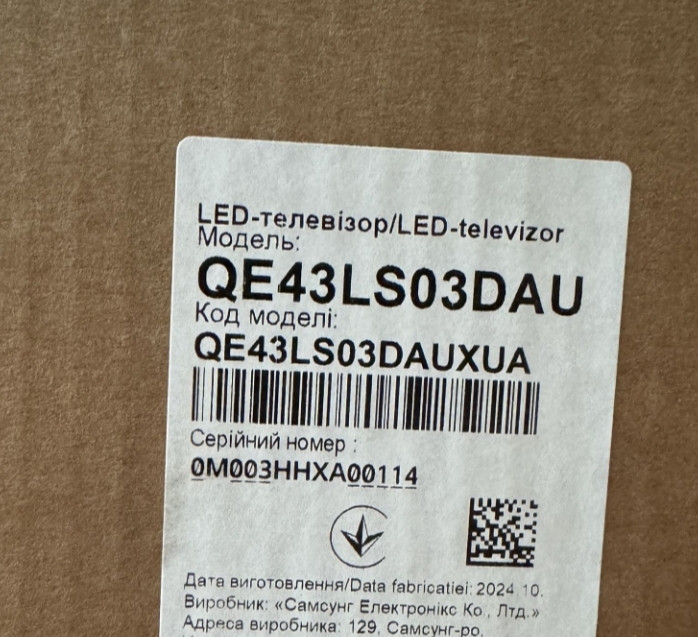 LED-телевізор/LED-televizor
Модель:
QE43LS03DAU
Код моделі:
QE43LS03DAUXUA
Серійний номер :
0M003HHXA00114
Дата виготовлення/Data fabricatiei: 2024.10.
Виробник: «Самсунг Електронікс Ко., Лтд.»
Адреса виробника: 129, Самсунг-ро,